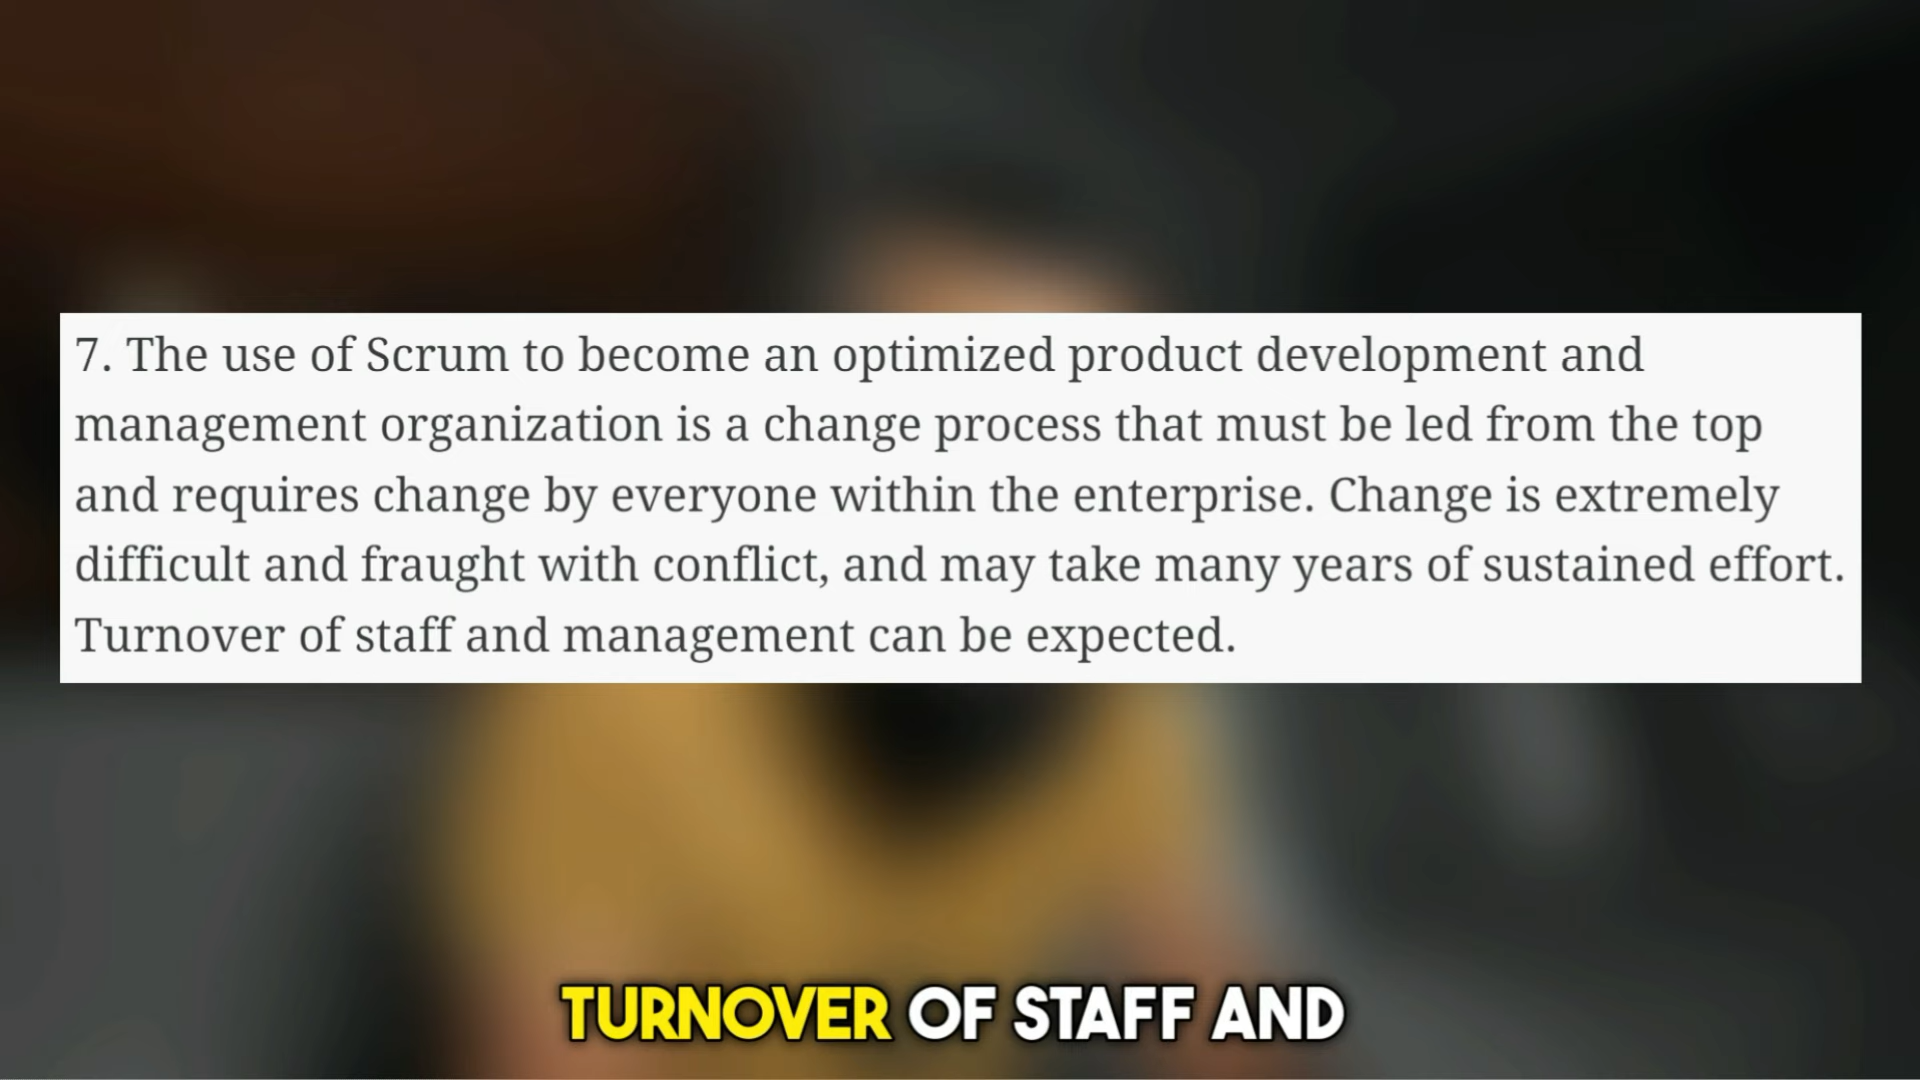 7. The use of Scrum to become an optimized product development and
management organization is a change process that must be led from the top
and requires change by everyone within the enterprise. Change is extremely
difficult and fraught with conflict, and may take many years of sustained effort.
Turnover of staff and management can be expected.
TURNOVER OF STAFF AND